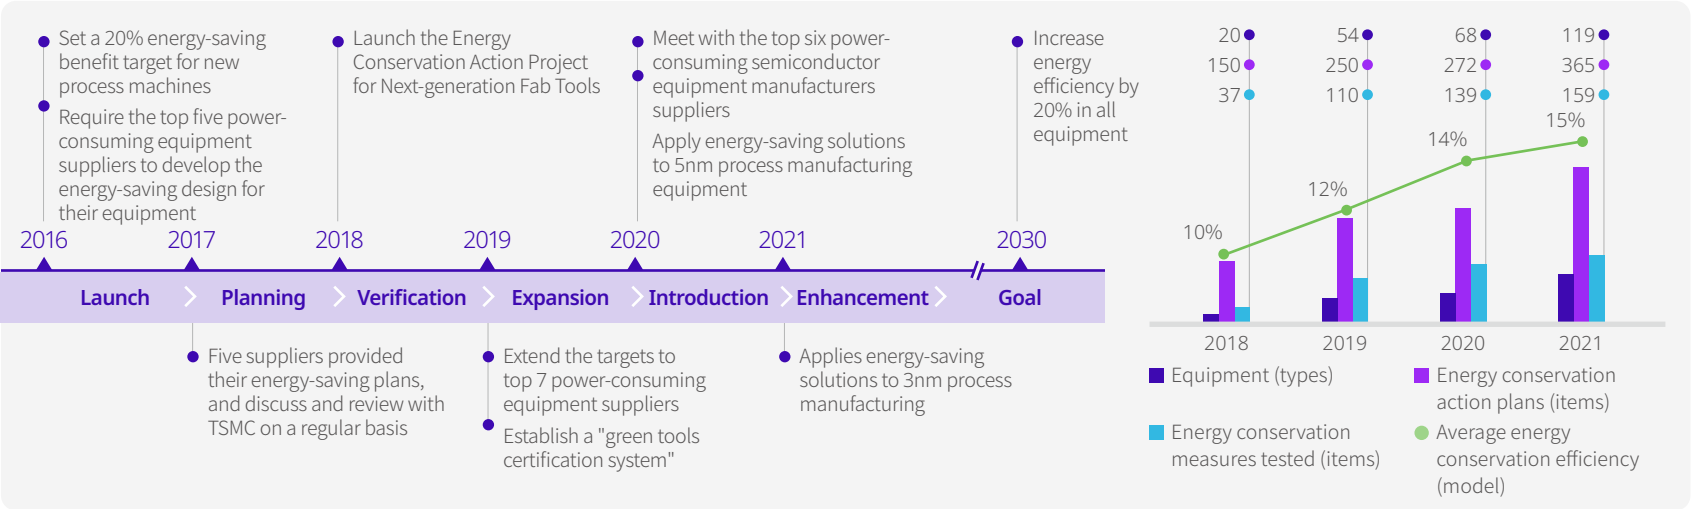 Set a 20% energy-saving
benefit target for new
process machines
Require the top five power-
consuming equipment
suppliers to develop the
energy-saving design for
their equipment
Launch the Energy
Conservation Action Project
for Next-generation Fab Tools
Meet with the top six power-
consuming semiconductor
equipment manufacturers
suppliers
Apply energy-saving solutions
to 5nm process manufacturing
equipment
Increase
energy
efficiency by
20% in all
equipment
2016 2017 2018 2019 2020 2021 2030
Launch Planning Verification Expansion Introduction Enhancement Goal
Five suppliers provided
their energy-saving plans,
and discuss and review with
TSMC on a regular basis
Extend the targets to
top 7 power-consuming
equipment suppliers
Establish a "green tools
certification system"
Applies energy-saving
solutions to 3nm process
manufacturing
20 54 68 119
150 250 272 365
37 110 139 159
10% 12% 14% 15%
2018 2019 2020 2021
Equipment (types)
Energy conservation
action plans (items)
Energy conservation
measures tested (items)
Average energy
conservation efficiency
(model)